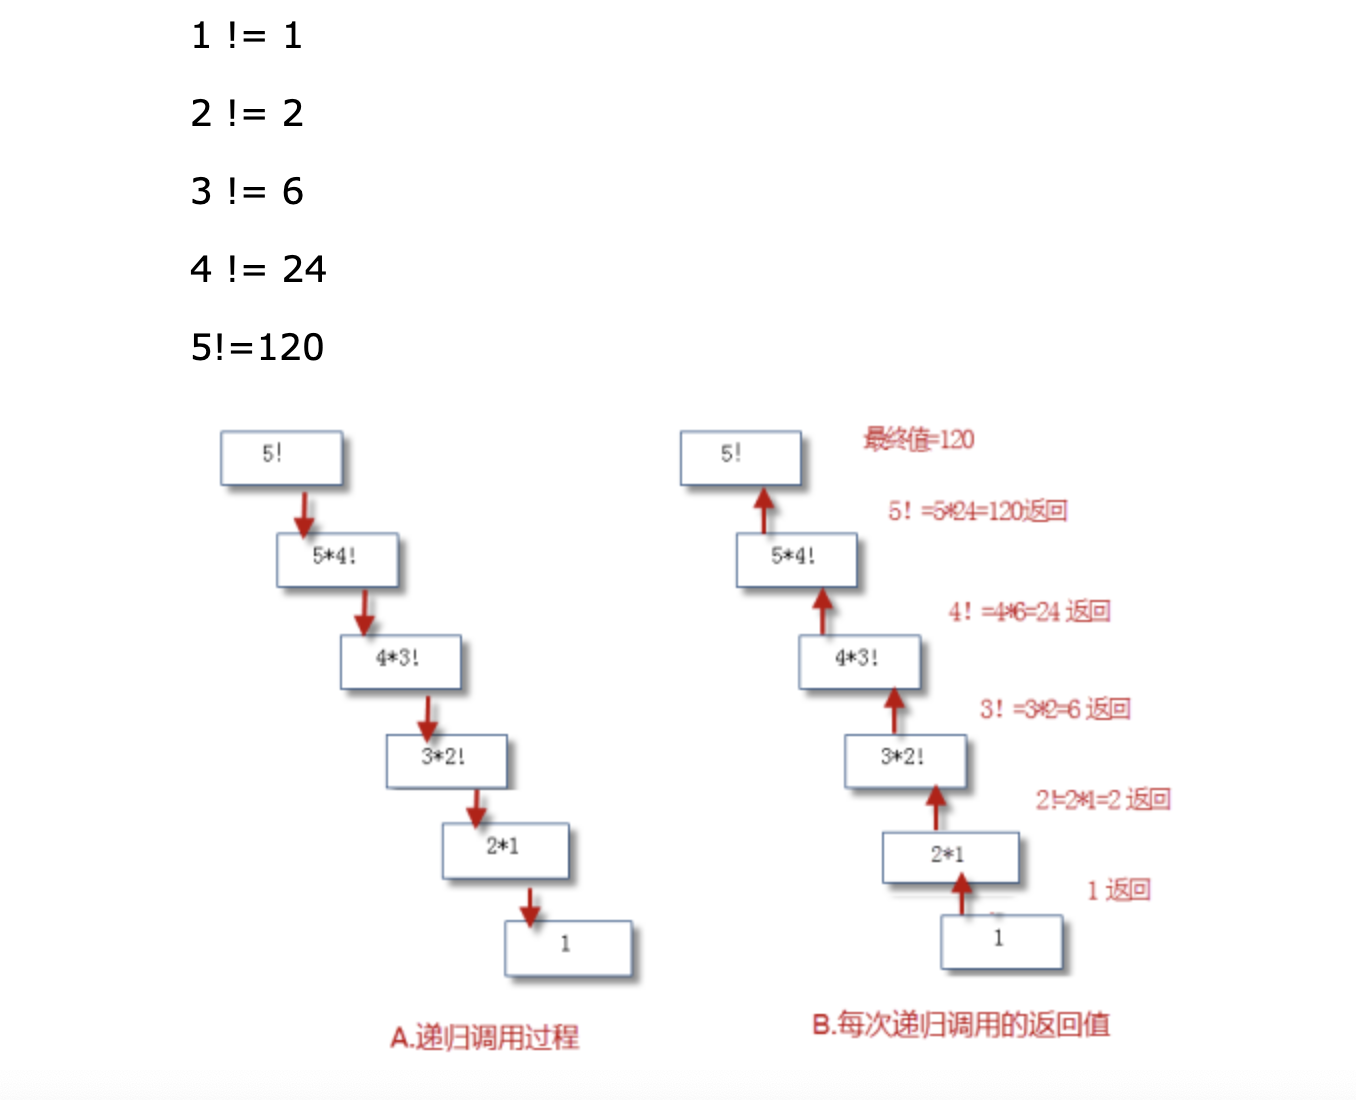 1 != 1
2 != 2
3 != 6
4 != 24
5!=120
5!
5*4!
4*3!
3*2!
2*1
1
A.递归调用过程
5!
最终值=120
5! =5*24=120返回
5*4!
4! =4*6=24 返回
4*3!
3! =3*2=6 返回
3*2!
2!=2*1=2 返回
2*1
1 返回
1
B.每次递归调用的返回值